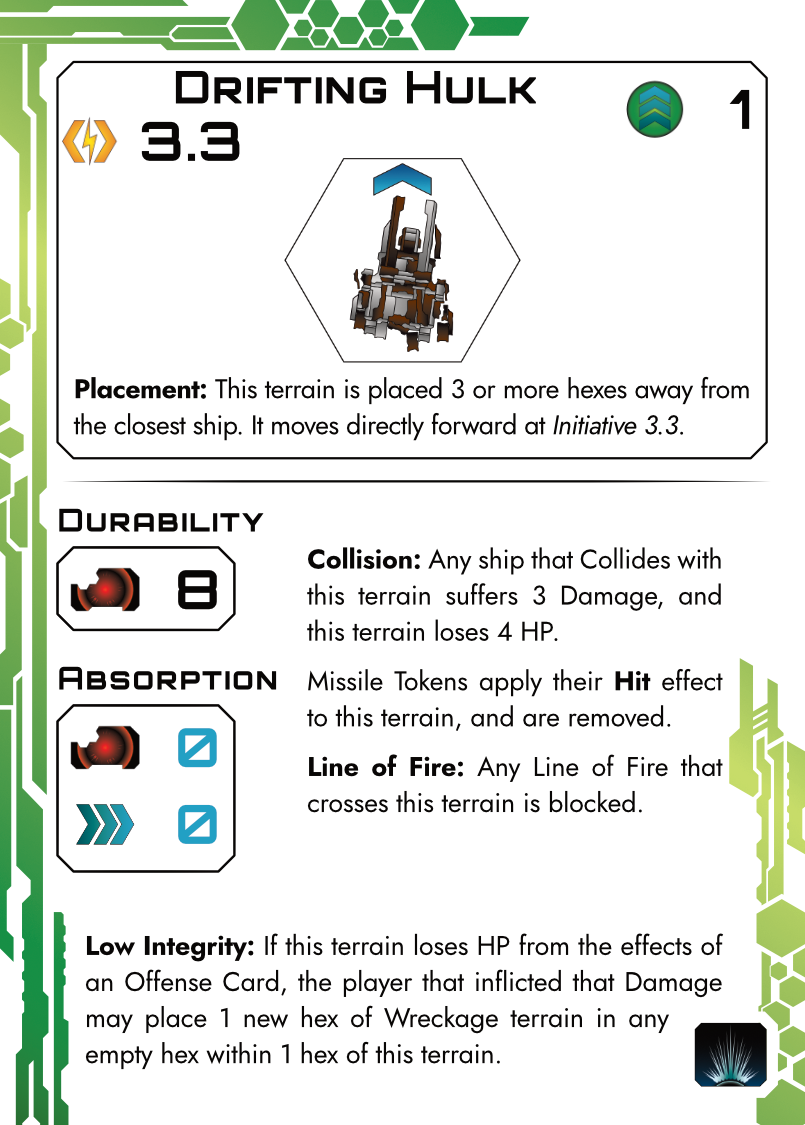 Drifting Hulk
1
3.3
Placement: This terrain is placed 3 or more hexes away from
the closest ship. It moves directly forward at Initiative 3.3.
Durability
8
Absorption
0
0
Collision: Any ship that Collides with
this terrain suffers 3 Damage, and
this terrain loses 4 HP.
Missile Tokens apply their Hit effect
to this terrain, and are removed.
Line of Fire: Any Line of Fire that
crosses this terrain is blocked.
Low Integrity: If this terrain loses HP from the effects of
an Offense Card, the player that inflicted that Damage
may place 1 new hex of Wreckage terrain in any
empty hex within 1 hex of this terrain.